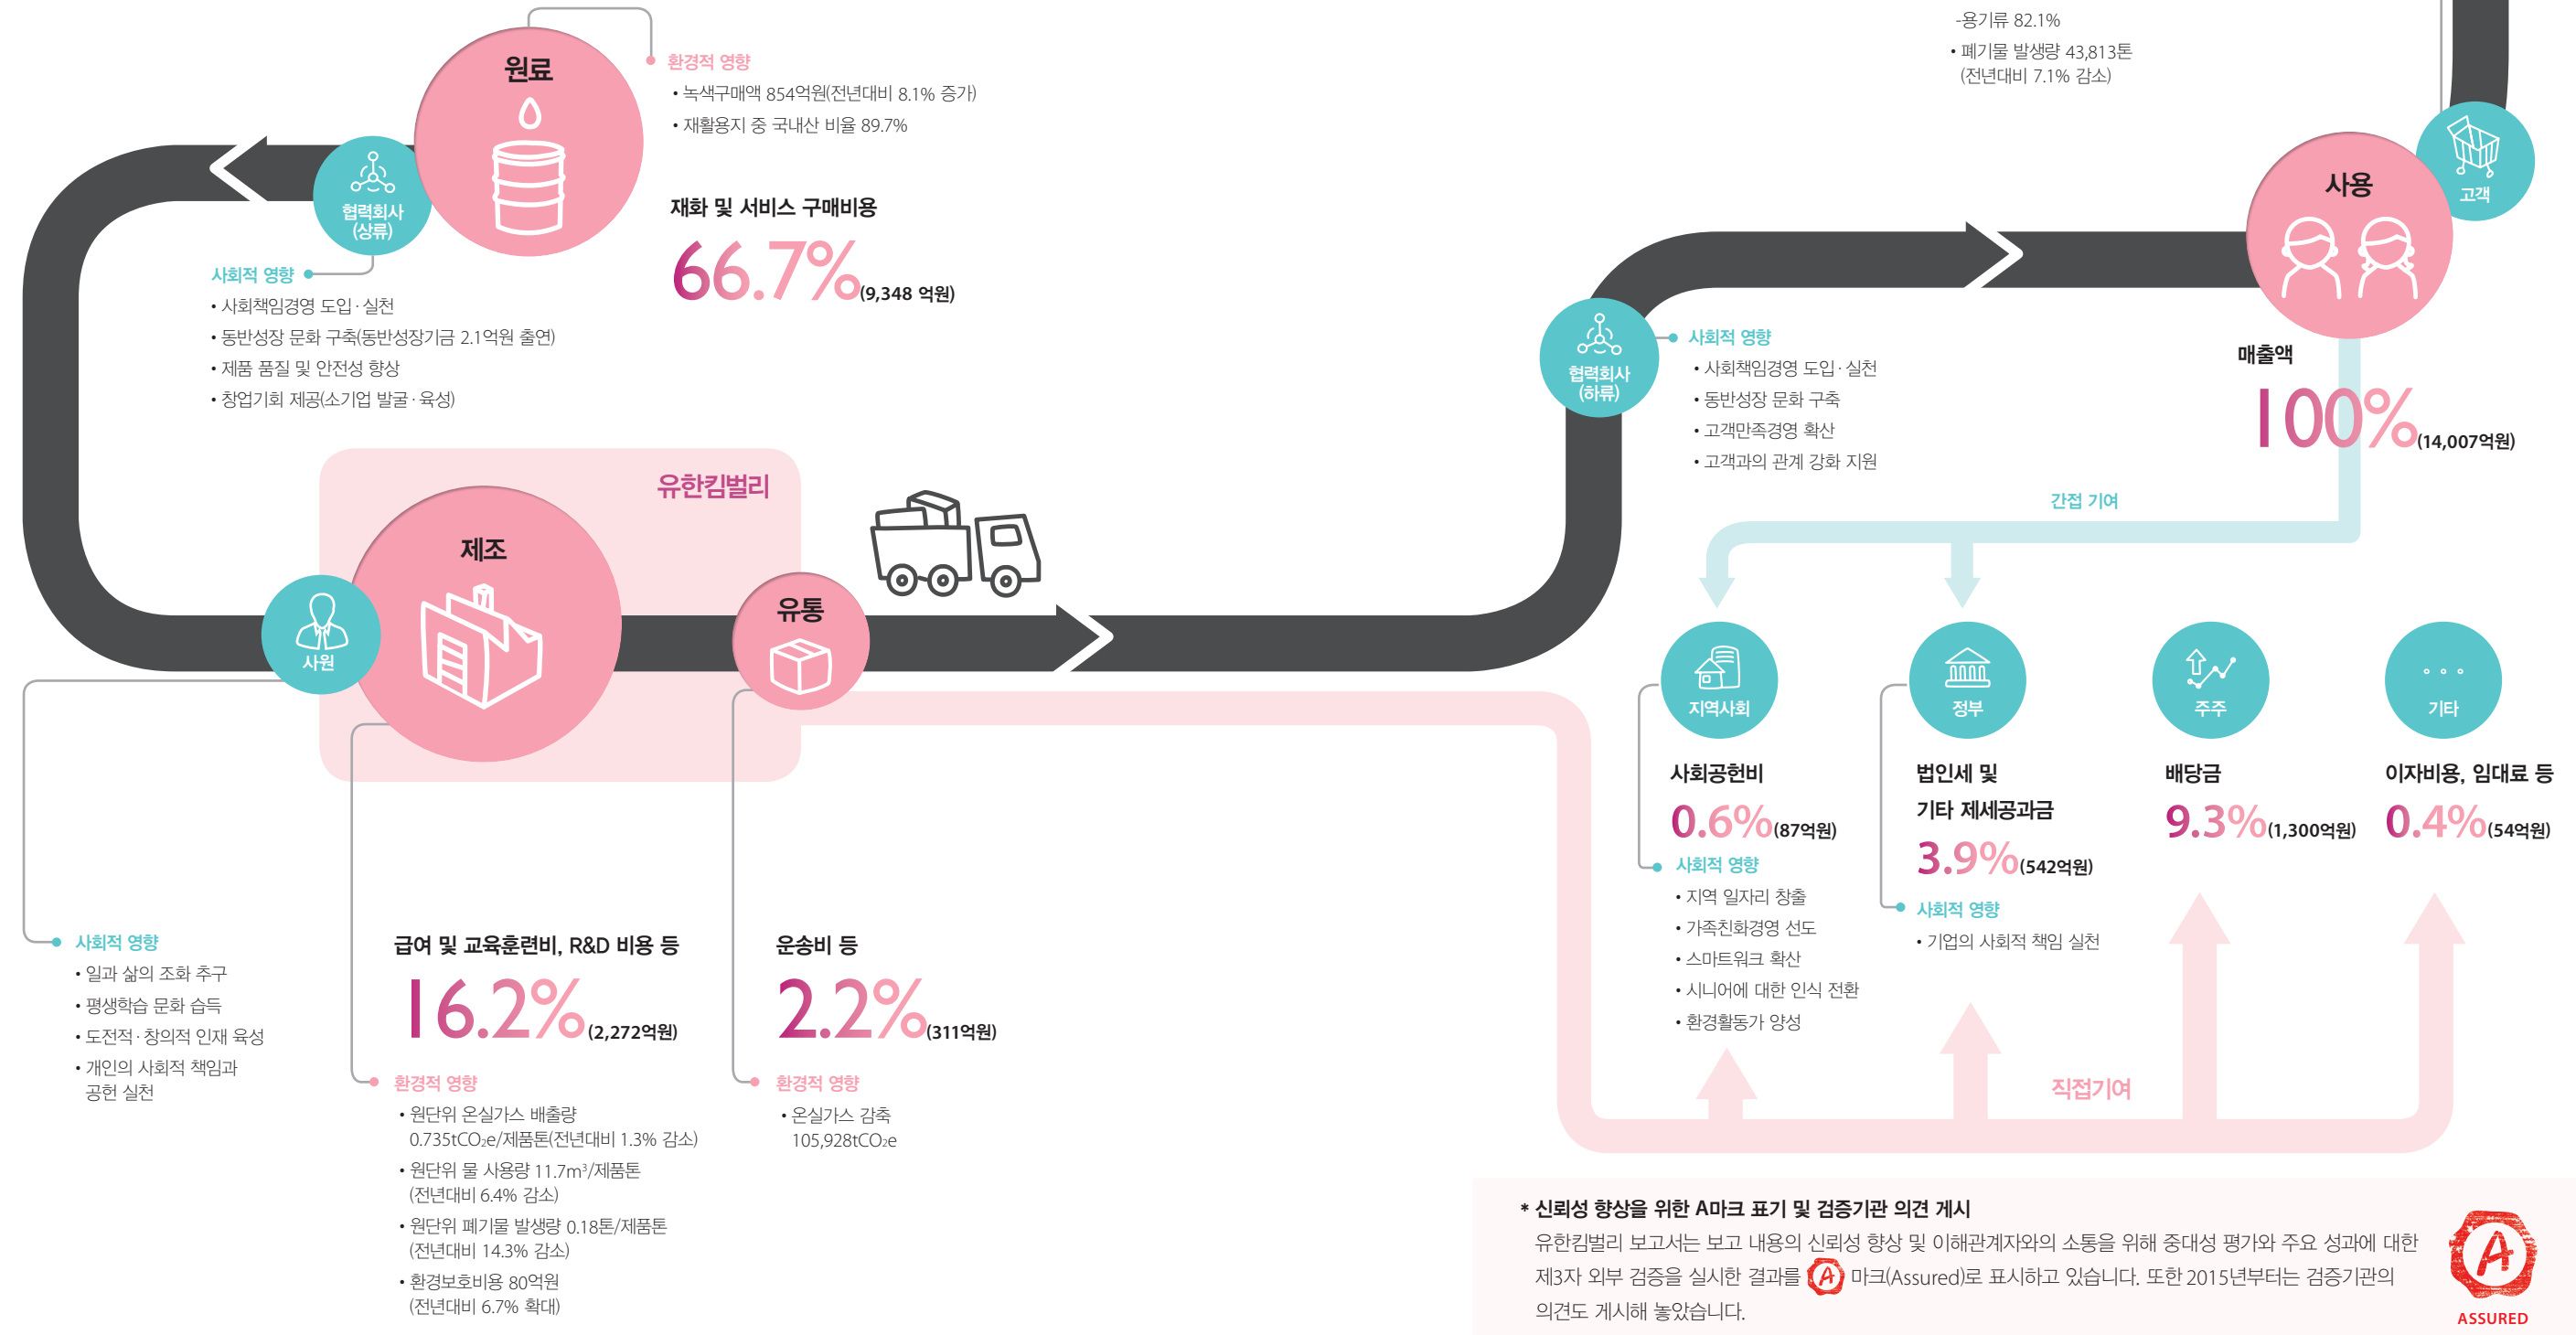 원료
환경적 영향
• 녹색구매액 854억원(전년대비 8.1% 증가)
• 재활용지 중 국내산 비율 89.7%
재화 및 서비스 구매비용
66.7%(9,348 억원)
협력회사
(상류)
사회적 영향
• 사회책임경영 도입·실천
• 동반성장 문화 구축(동반성장기금 2.1억원 출연)
• 제품 품질 및 안전성 향상
• 창업기회 제공(소기업 발굴·육성)
유한킴벌리
제조
사원
유통
사회적 영향
• 일과 삶의 조화 추구
• 평생학습 문화 습득
• 도전적·창의적 인재 육성
• 개인의 사회적 책임과
공헌 실천
급여 및 교육훈련비, R&D 비용 등
16.2%(2,272억원)
환경적 영향
• 원단위 온실가스 배출량
0.735tCO₂e/제품톤(전년대비 1.3% 감소)
• 원단위 물 사용량 11.7m³/제품톤
(전년대비 6.4% 감소)
• 원단위 폐기물 발생량 0.18톤/제품톤
(전년대비 14.3% 감소)
• 환경보호비용 80억원
(전년대비 6.7% 확대)
운송비 등
2.2%(311억원)
환경적 영향
• 온실가스 감축
105,928tCO₂e
-용기류 82.1%
• 폐기물 발생량 43,813톤
(전년대비 7.1% 감소)
고객
사용
협력회사
(하류)
사회적 영향
• 사회책임경영 도입·실천
• 동반성장 문화 구축
• 고객만족경영 확산
• 고객과의 관계 강화 지원
매출액
100%(14,007억원)
간접 기여
지역사회
사회공헌비
0.6%(87억원)
사회적 영향
• 지역 일자리 창출
• 가족친화경영 선도
• 스마트워크 확산
• 시니어에 대한 인식 전환
• 환경활동가 양성
정부
법인세 및
기타 제세공과금
3.9%(542억원)
사회적 영향
• 기업의 사회적 책임 실천
주주
배당금
9.3%(1,300억원)
기타
이자비용, 임대료 등
0.4%(54억원)
직접기여
* 신뢰성 향상을 위한 A마크 표기 및 검증기관 의견 게시
유한킴벌리 보고서는 보고 내용의 신뢰성 향상 및 이해관계자와의 소통을 위해 중대성 평가와 주요 성과에 대한
제3자 외부 검증을 실시한 결과를 A 마크(Assured)로 표시하고 있습니다. 또한 2015년부터는 검증기관의
의견도 게시해 놓았습니다.
A
ASSURED